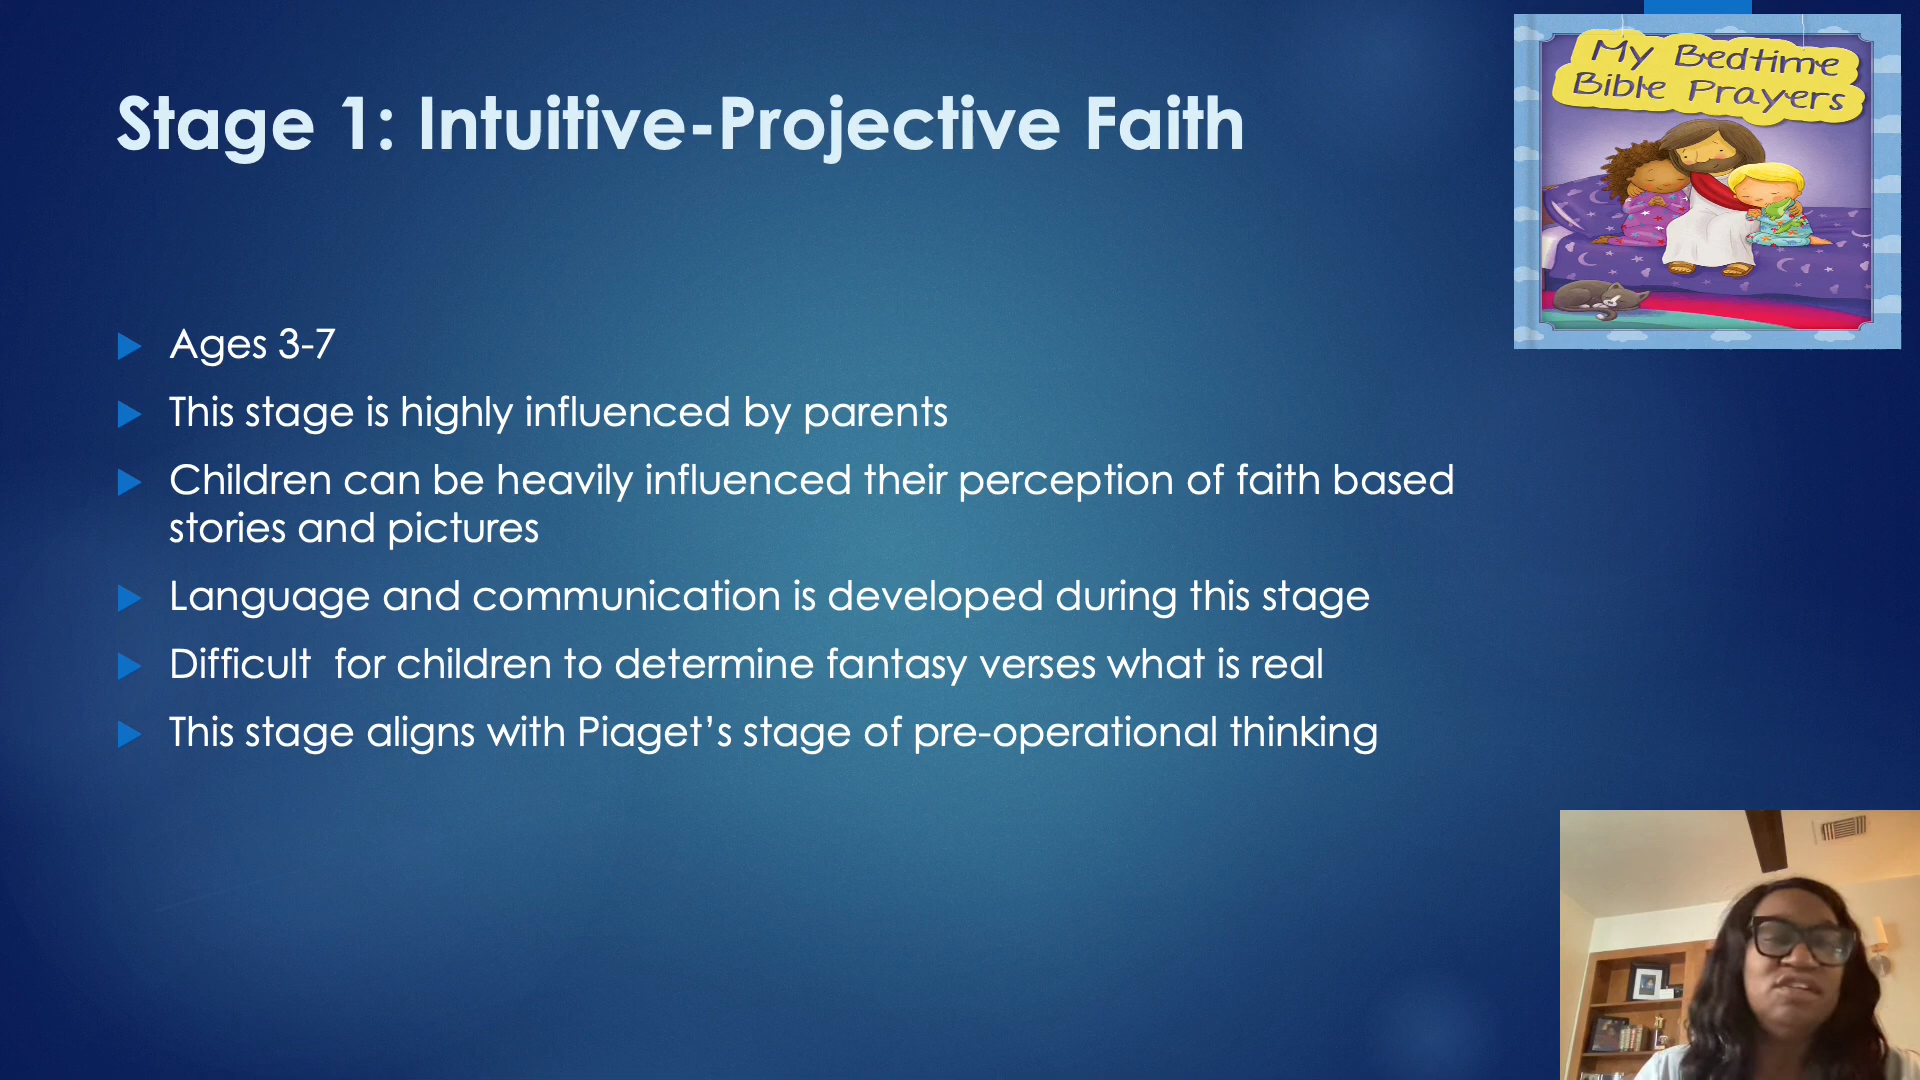 Stage 1: Intuitive-Projective Faith
My Bedtime
Bible Prayers
Ages 3-7
This stage is highly influenced by parents
Children can be heavily influenced their perception of faith based
stories and pictures
Language and communication is developed during this stage
Difficult  for children to determine fantasy verses what is real
This stage aligns with Piaget’s stage of pre-operational thinking